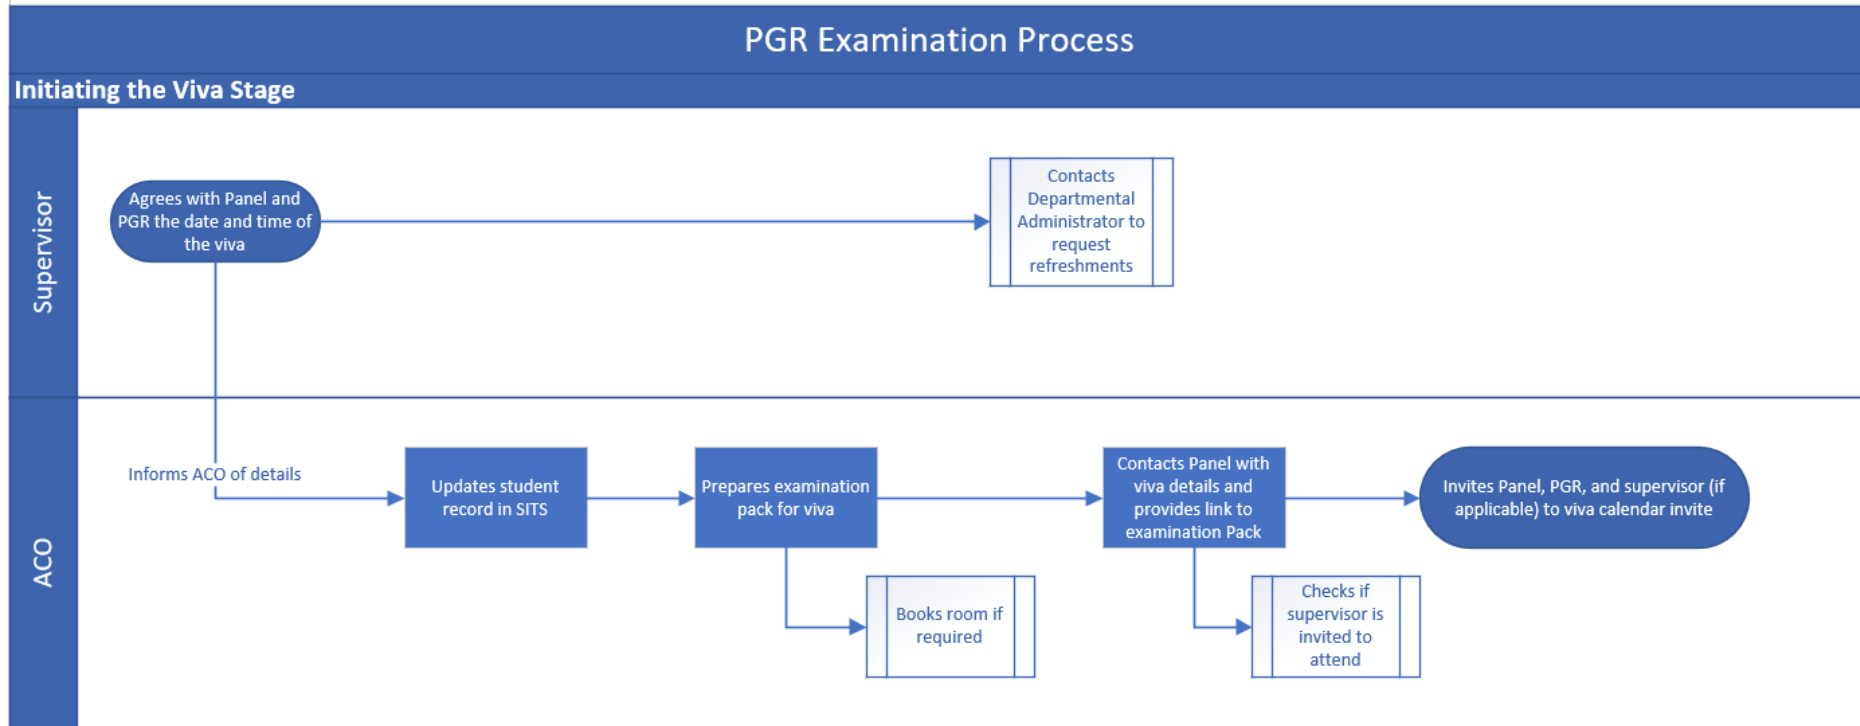 PGR Examination Process
Initiating the Viva Stage
Supervisor
Agrees with Panel and
PGR the date and time of
the viva
Contacts
Departmental
Administrator to
request
refreshments
ACO
Informs ACO of details
Updates student
record in SITS
Prepares examination
pack for viva
Books room if
required
Contacts Panel with
viva details and
provides link to
examination Pack
Checks if
supervisor is
invited to
attend
Invites Panel, PGR, and supervisor (if
applicable) to viva calendar invite